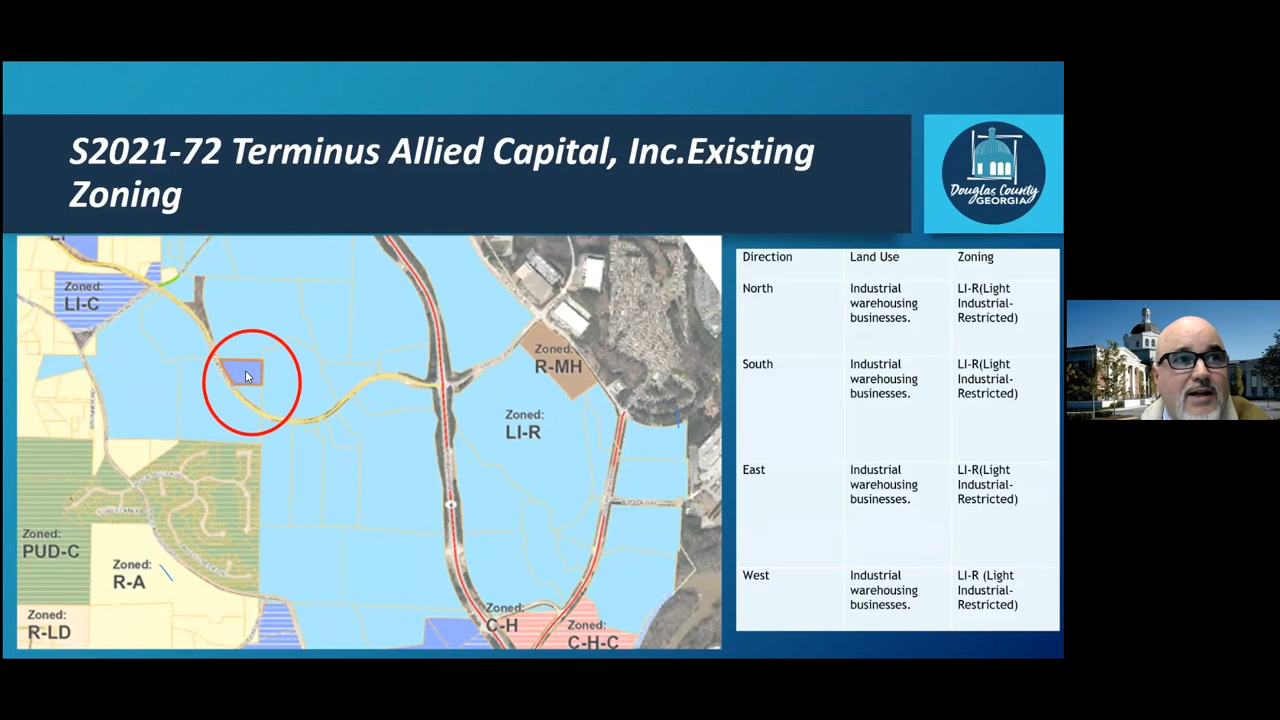 S2021-72 Terminus Allied Capital, Inc.Existing
Zoning
Douglas County
GEORGIA
Zoned:
LI-C
Zoned:
R-MH
Zoned:
LI-R
Zoned:
PUD-C
Zoned:
R-A
Zoned:
R-LD
Zoned:
C-H
Zoned:
C-H-C
Direction Land Use Zoning
North Industrial LI-R(Light
warehousing Industrial-
businesses. Restricted)
South Industrial LI-R(Light
warehousing Industrial-
businesses. Restricted)
East Industrial LI-R(Light
warehousing Industrial-
businesses. Restricted)
West Industrial LI-R (Light
warehousing Industrial-
businesses. Restricted)